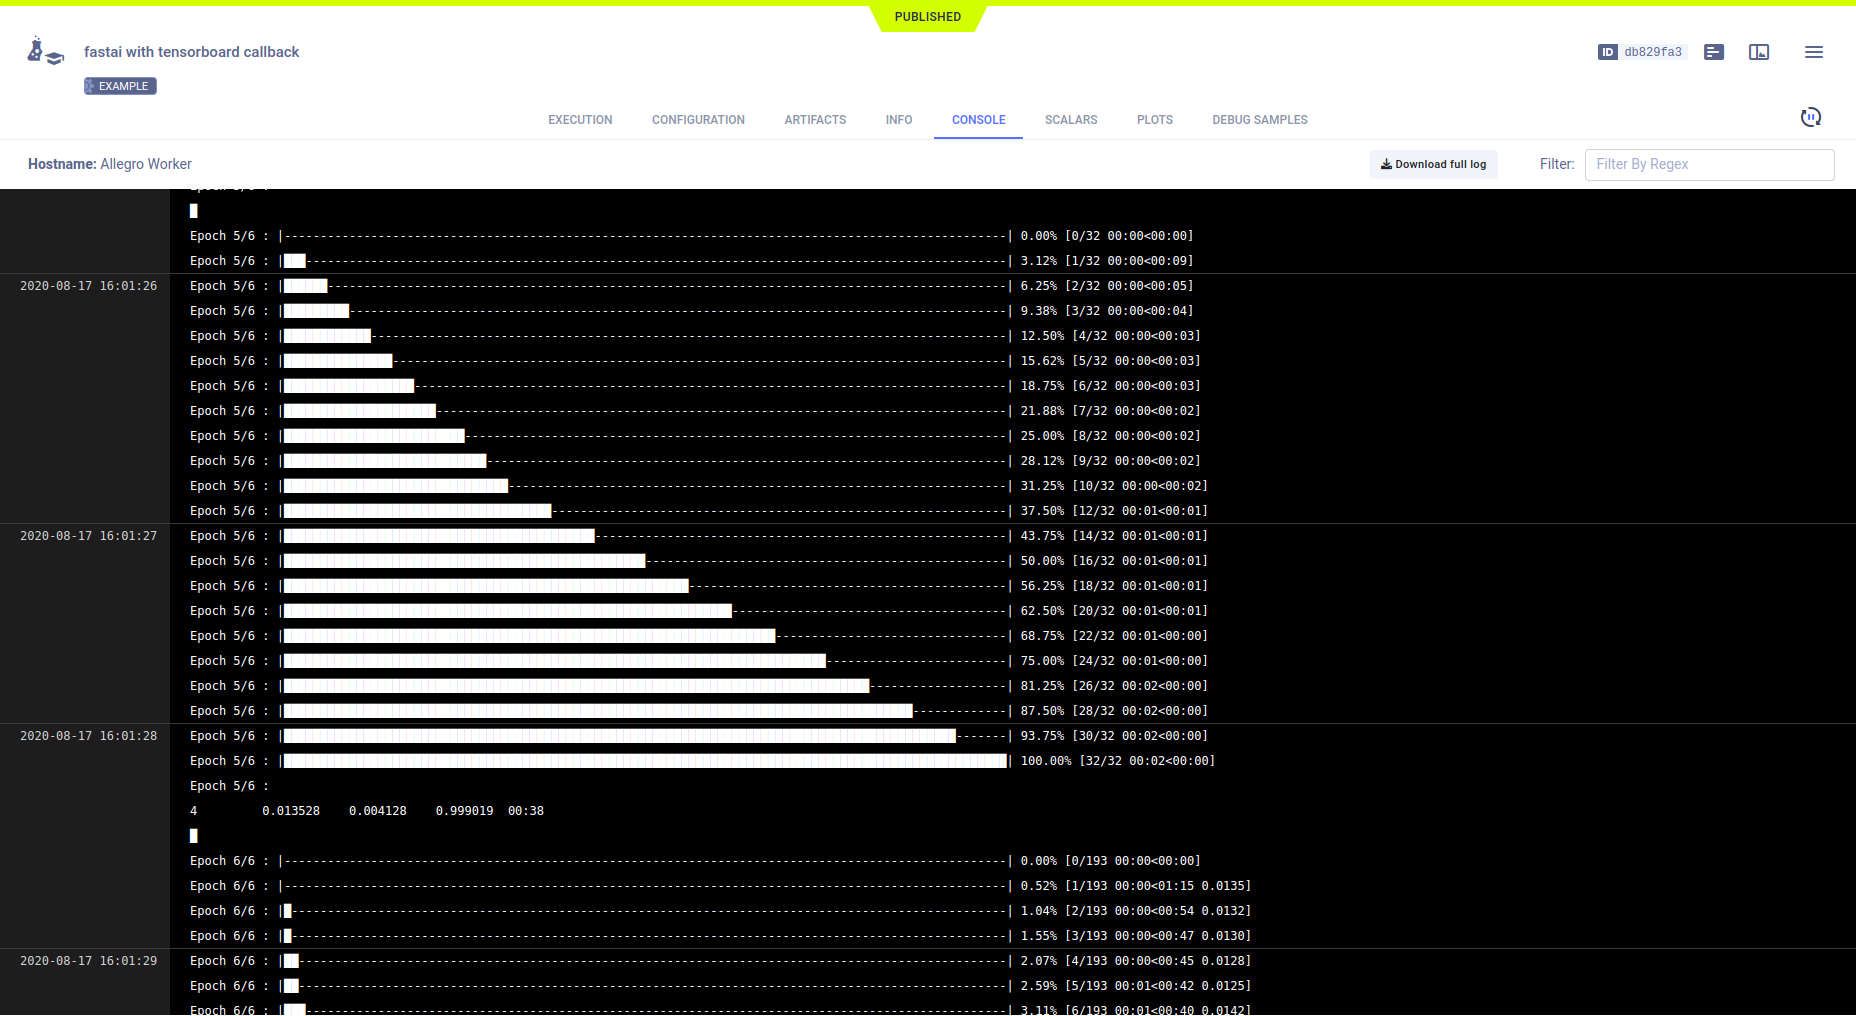 PUBLISHED
fastai with tensorboard callback
ID db829fa3
EXAMPLE
EXECUTION CONFIGURATION ARTIFACTS INFO CONSOLE SCALARS PLOTS DEBUG SAMPLES
Hostname: Allegro Worker
Download full log
Filter: Filter By Regex
█
Epoch 5/6 : |----------------------------------------------------------------------------------------------------| 0.00% [0/32 00:00<00:00]
Epoch 5/6 : |███-------------------------------------------------------------------------------------------------| 3.12% [1/32 00:00<00:09]
2020-08-17 16:01:26 Epoch 5/6 : |██████----------------------------------------------------------------------------------------------| 6.25% [2/32 00:00<00:05]
Epoch 5/6 : |█████████-------------------------------------------------------------------------------------------| 9.38% [3/32 00:00<00:04]
Epoch 5/6 : |████████████----------------------------------------------------------------------------------------| 12.50% [4/32 00:00<00:03]
Epoch 5/6 : |███████████████-------------------------------------------------------------------------------------| 15.62% [5/32 00:00<00:03]
Epoch 5/6 : |██████████████████----------------------------------------------------------------------------------| 18.75% [6/32 00:00<00:03]
Epoch 5/6 : |█████████████████████-------------------------------------------------------------------------------| 21.88% [7/32 00:00<00:02]
Epoch 5/6 : |█████████████████████████---------------------------------------------------------------------------| 25.00% [8/32 00:00<00:02]
Epoch 5/6 : |████████████████████████████------------------------------------------------------------------------| 28.12% [9/32 00:00<00:02]
Epoch 5/6 : |███████████████████████████████---------------------------------------------------------------------| 31.25% [10/32 00:00<00:02]
Epoch 5/6 : |█████████████████████████████████████---------------------------------------------------------------| 37.50% [12/32 00:01<00:01]
2020-08-17 16:01:27 Epoch 5/6 : |███████████████████████████████████████████---------------------------------------------------------| 43.75% [14/32 00:01<00:01]
Epoch 5/6 : |██████████████████████████████████████████████████--------------------------------------------------| 50.00% [16/32 00:01<00:01]
Epoch 5/6 : |████████████████████████████████████████████████████████--------------------------------------------| 56.25% [18/32 00:01<00:01]
Epoch 5/6 : |██████████████████████████████████████████████████████████████--------------------------------------| 62.50% [20/32 00:01<00:01]
Epoch 5/6 : |████████████████████████████████████████████████████████████████████--------------------------------| 68.75% [22/32 00:01<00:00]
Epoch 5/6 : |███████████████████████████████████████████████████████████████████████████-------------------------| 75.00% [24/32 00:01<00:00]
Epoch 5/6 : |█████████████████████████████████████████████████████████████████████████████████-------------------| 81.25% [26/32 00:02<00:00]
Epoch 5/6 : |███████████████████████████████████████████████████████████████████████████████████████-------------| 87.50% [28/32 00:02<00:00]
2020-08-17 16:01:28 Epoch 5/6 : |█████████████████████████████████████████████████████████████████████████████████████████████-------| 93.75% [30/32 00:02<00:00]
Epoch 5/6 : |████████████████████████████████████████████████████████████████████████████████████████████████████| 100.00% [32/32 00:02<00:00]
Epoch 5/6 :
4 0.013528 0.004128 0.999019 00:38
█
Epoch 6/6 : |----------------------------------------------------------------------------------------------------| 0.00% [0/193 00:00<00:00]
Epoch 6/6 : |----------------------------------------------------------------------------------------------------| 0.52% [1/193 00:00<01:15 0.0135]
Epoch 6/6 : |█---------------------------------------------------------------------------------------------------| 1.04% [2/193 00:00<00:54 0.0132]
Epoch 6/6 : |█---------------------------------------------------------------------------------------------------| 1.55% [3/193 00:00<00:47 0.0130]
2020-08-17 16:01:29 Epoch 6/6 : |██--------------------------------------------------------------------------------------------------| 2.07% [4/193 00:00<00:45 0.0128]
Epoch 6/6 : |██--------------------------------------------------------------------------------------------------| 2.59% [5/193 00:01<00:42 0.0125]
Epoch 6/6 : |███-------------------------------------------------------------------------------------------------| 3.11% [6/193 00:01<00:40 0.0142]